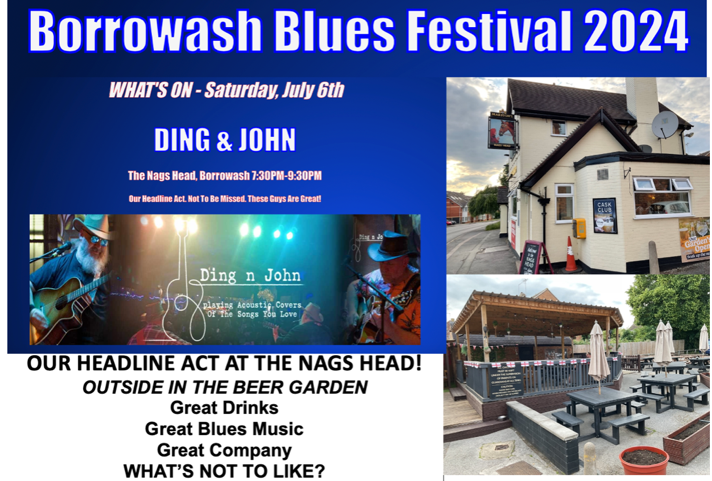 Borrowash Blues Festival 2024
WHAT'S ON - Saturday, July 6th
DING & JOHN
The Nags Head, Borrowash 7:30PM-9:30PM
Our Headline Act. Not To Be Missed. These Guys Are Great!
Ding n John
playing Acoustic Covers
Of The Songs You Love
OUR HEADLINE ACT AT THE NAGS HEAD!
OUTSIDE IN THE BEER GARDEN
Great Drinks
Great Blues Music
Great Company
WHAT'S NOT TO LIKE?
CASK
CLUB
Garden's
Open